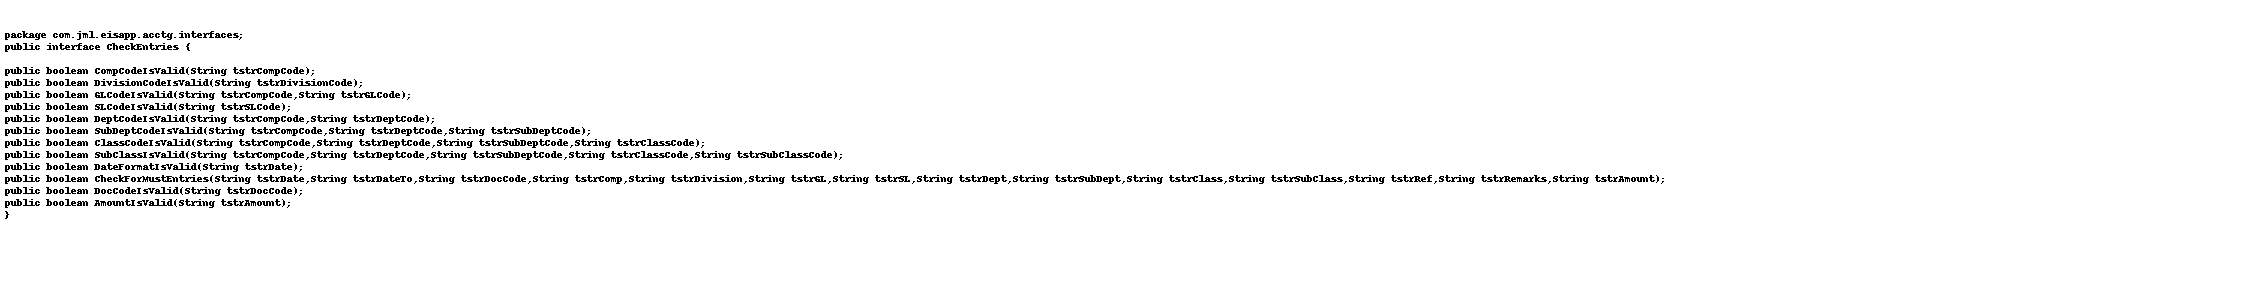 package com.jml.eisapp.acctg.interfaces;
public interface CheckEntries {
public boolean CompCodeIsValid(String tstrCompCode);
public boolean DivisionCodeIsValid(String tstrDivisionCode);
public boolean GLCodeIsValid(String tstrCompCode,String tstrGLCode);
public boolean SLCodeIsValid(String tstrSLCode);
public boolean DeptCodeIsValid(String tstrCompCode,String tstrDeptCode);
public boolean SubDeptCodeIsValid(String tstrCompCode,String tstrDeptCode,String tstrSubDeptCode);
public boolean ClassCodeIsValid(String tstrCompCode,String tstrDeptCode,String tstrSubDeptCode,String tstrClassCode);
public boolean SubClassIsValid(String tstrCompCode,String tstrDeptCode,String tstrSubDeptCode,String tstrClassCode,String tstrSubClassCode);
public boolean DateFormatIsValid(String tstrDate);
public boolean CheckForMustEntries(String tstrDate,String tstrDateTo,String tstrDocCode,String tstrComp,String tstrDivision,String tstrGL,String tstrSL,String tstrDept,String tstrSubDept,String tstrClass,String tstrSubClass,String tstrRef,String tstrRemarks,String tstrAmount);
public boolean DocCodeIsValid(String tstrDocCode);
public boolean AmountIsValid(String tstrAmount);
}